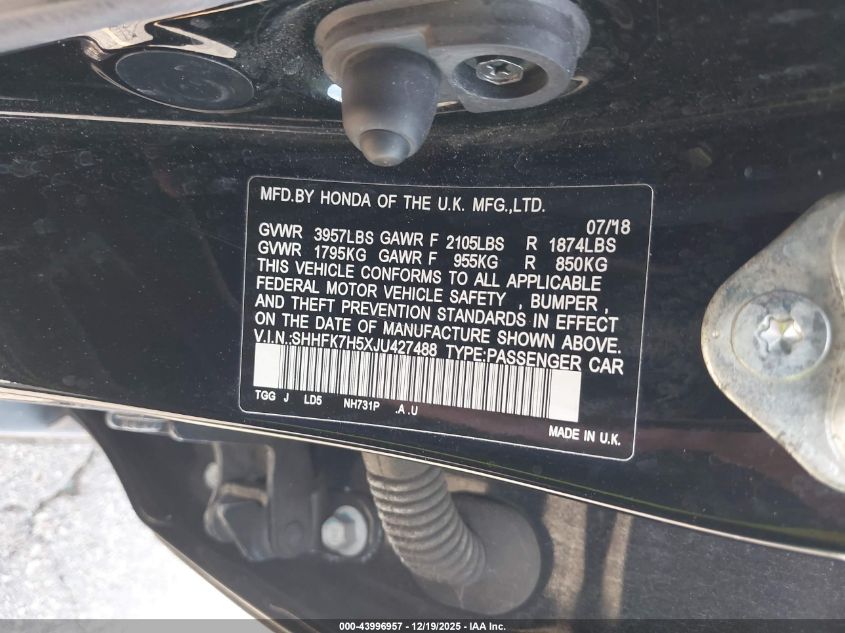 MFD.BY HONDA OF THE U.K. MFG.,LTD.
07/'18
GVWR 3957LBS GAWR F 2105LBS R 1874LBS
GVWR 1795KG GAWR F 955KG R 850KG
THIS VEHICLE CONFORMS TO ALL APPLICABLE
FEDERAL MOTOR VEHICLE SAFETY , BUMPER ,
AND THEFT PREVENTION STANDARDS IN EFFECT
ON THE DATE OF MANUFACTURE SHOWN ABOVE.
V.I.N.:SHHFK7H5XJU427488 TYPE:PASSENGER CAR
TGG J LD5 NH731P .A .U
MADE IN U.K.
000-43996957 - 12/19/2025 - IAA Inc.